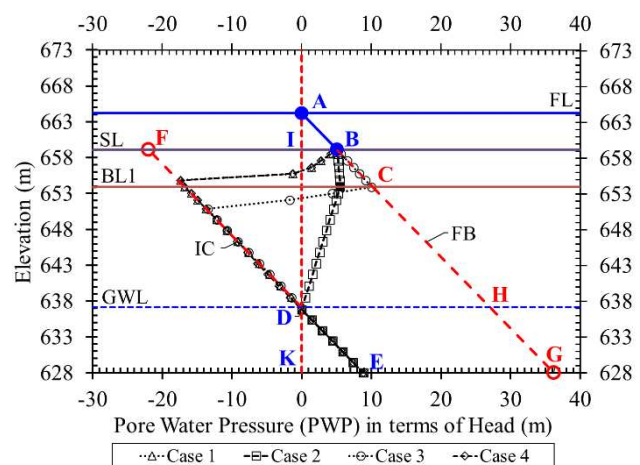 -30 -20 -10 0 10 20 30 40
673 673
668 668
A FL
663 663
F I B
SL
658 658
BL1 C
653 653
Elevation (m)
648 648
IC FB
643 643
GWL H
638 638
D
633 633
K E G
628 628
-30 -20 -10 0 10 20 30 40
Pore Water Pressure (PWP) in terms of Head (m)
Case 1 Case 2 Case 3 Case 4